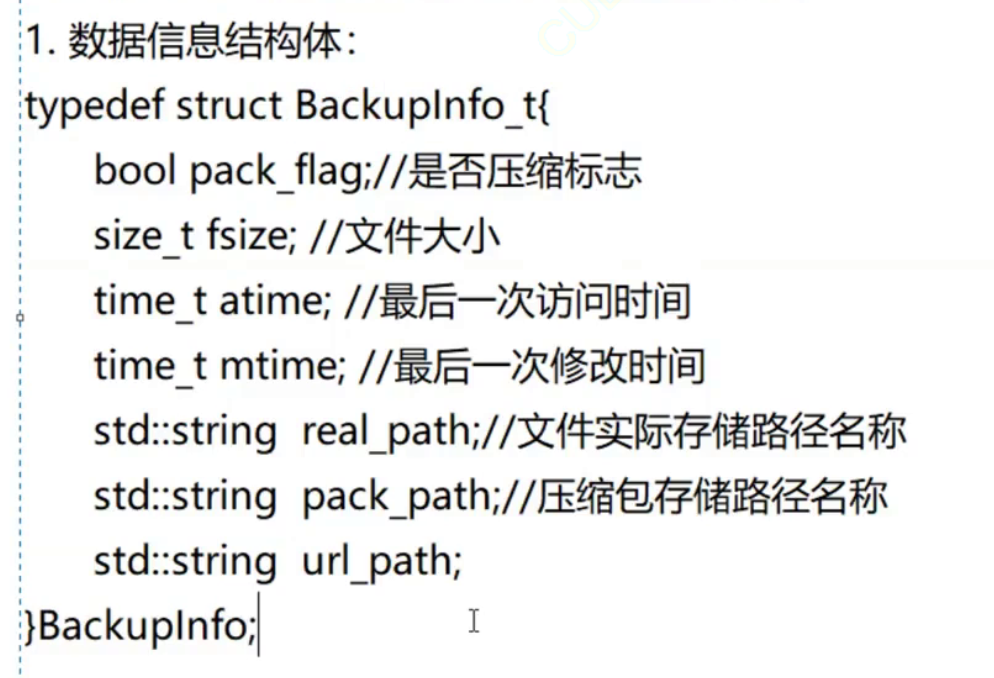 1. 数据信息结构体：
typedef struct BackupInfo_t{
bool pack_flag;//是否压缩标志
size_t fsize; //文件大小
time_t atime; //最后一次访问时间
time_t mtime; //最后一次修改时间
std::string  real_path;//文件实际存储路径名称
std::string  pack_path;//压缩包存储路径名称
std::string  url_path;
}BackupInfo;